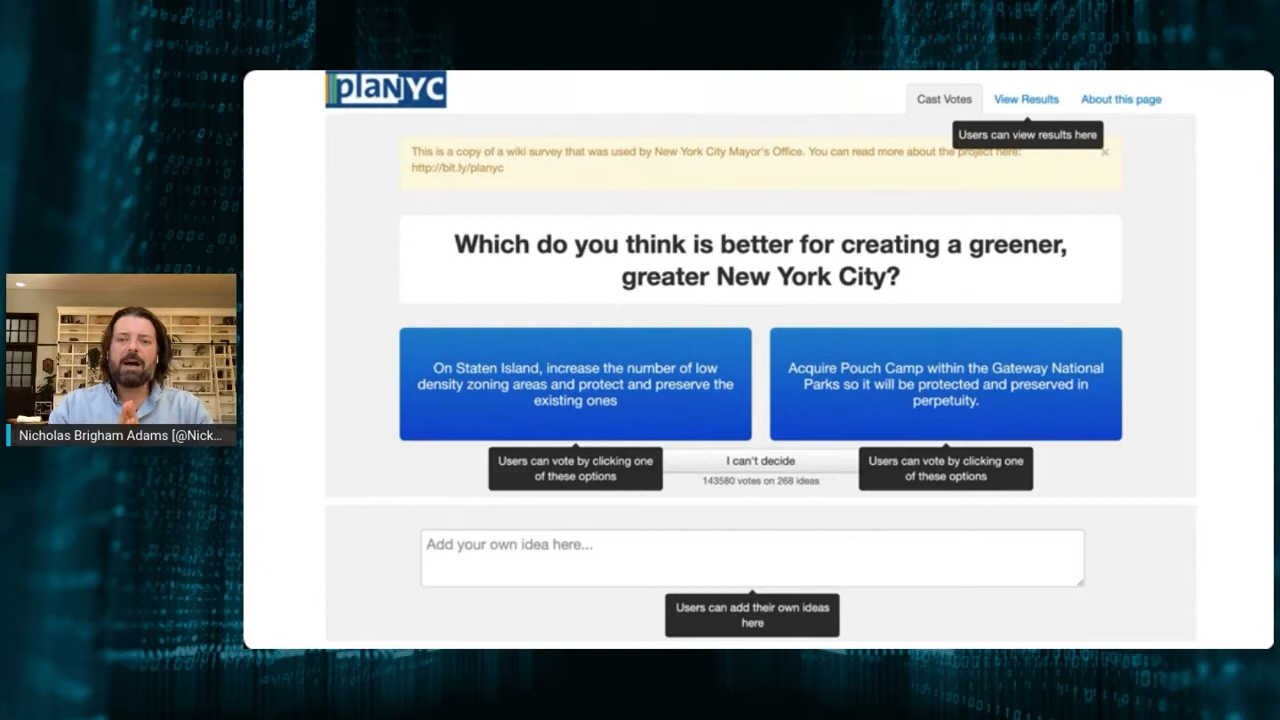 plaNYC
Cast Votes
View Results
About this page
Users can view results here
This is a copy of a wiki survey that was used by New York City Mayor's Office. You can read more about the project here:
http://bit.ly/planyc
×
Which do you think is better for creating a greener,
greater New York City?
On Staten Island, increase the number of low
density zoning areas and protect and preserve the
existing ones
Acquire Pouch Camp within the Gateway National
Parks so it will be protected and preserved in
perpetuity.
Users can vote by clicking one
of these options
I can't decide
143580 votes on 268 ideas
Users can vote by clicking one
of these options
Add your own idea here...
Users can add their own ideas
here
Nicholas Brigham Adams [@Nick...